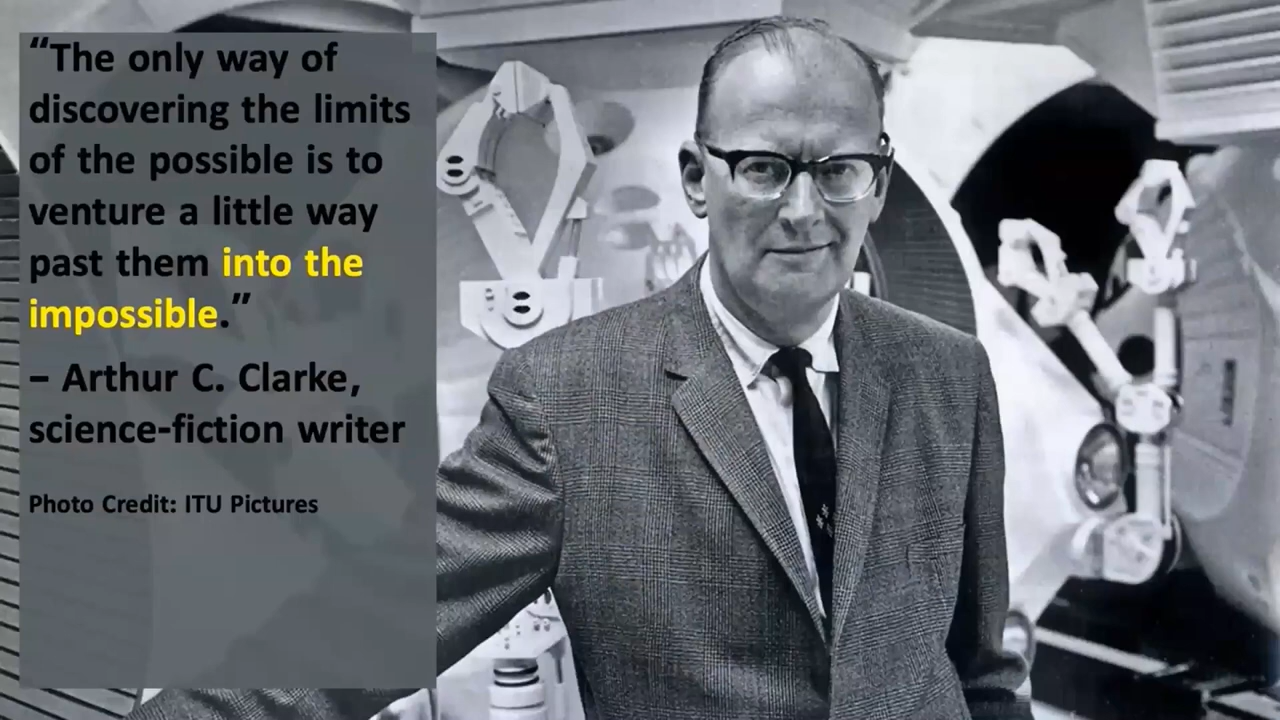 “The only way of
discovering the limits
of the possible is to
venture a little way
past them into the
impossible.”
– Arthur C. Clarke,
science-fiction writer
Photo Credit: ITU Pictures